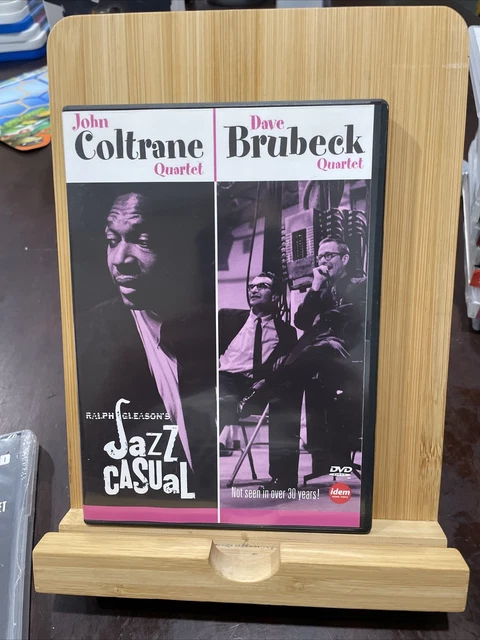 John
Coltrane
Quartet
Dave
Brubeck
Quartet
RALPH GLEASON'S
JaZZ
CASUaL
DVD
Not seen in over 30 years!
idem